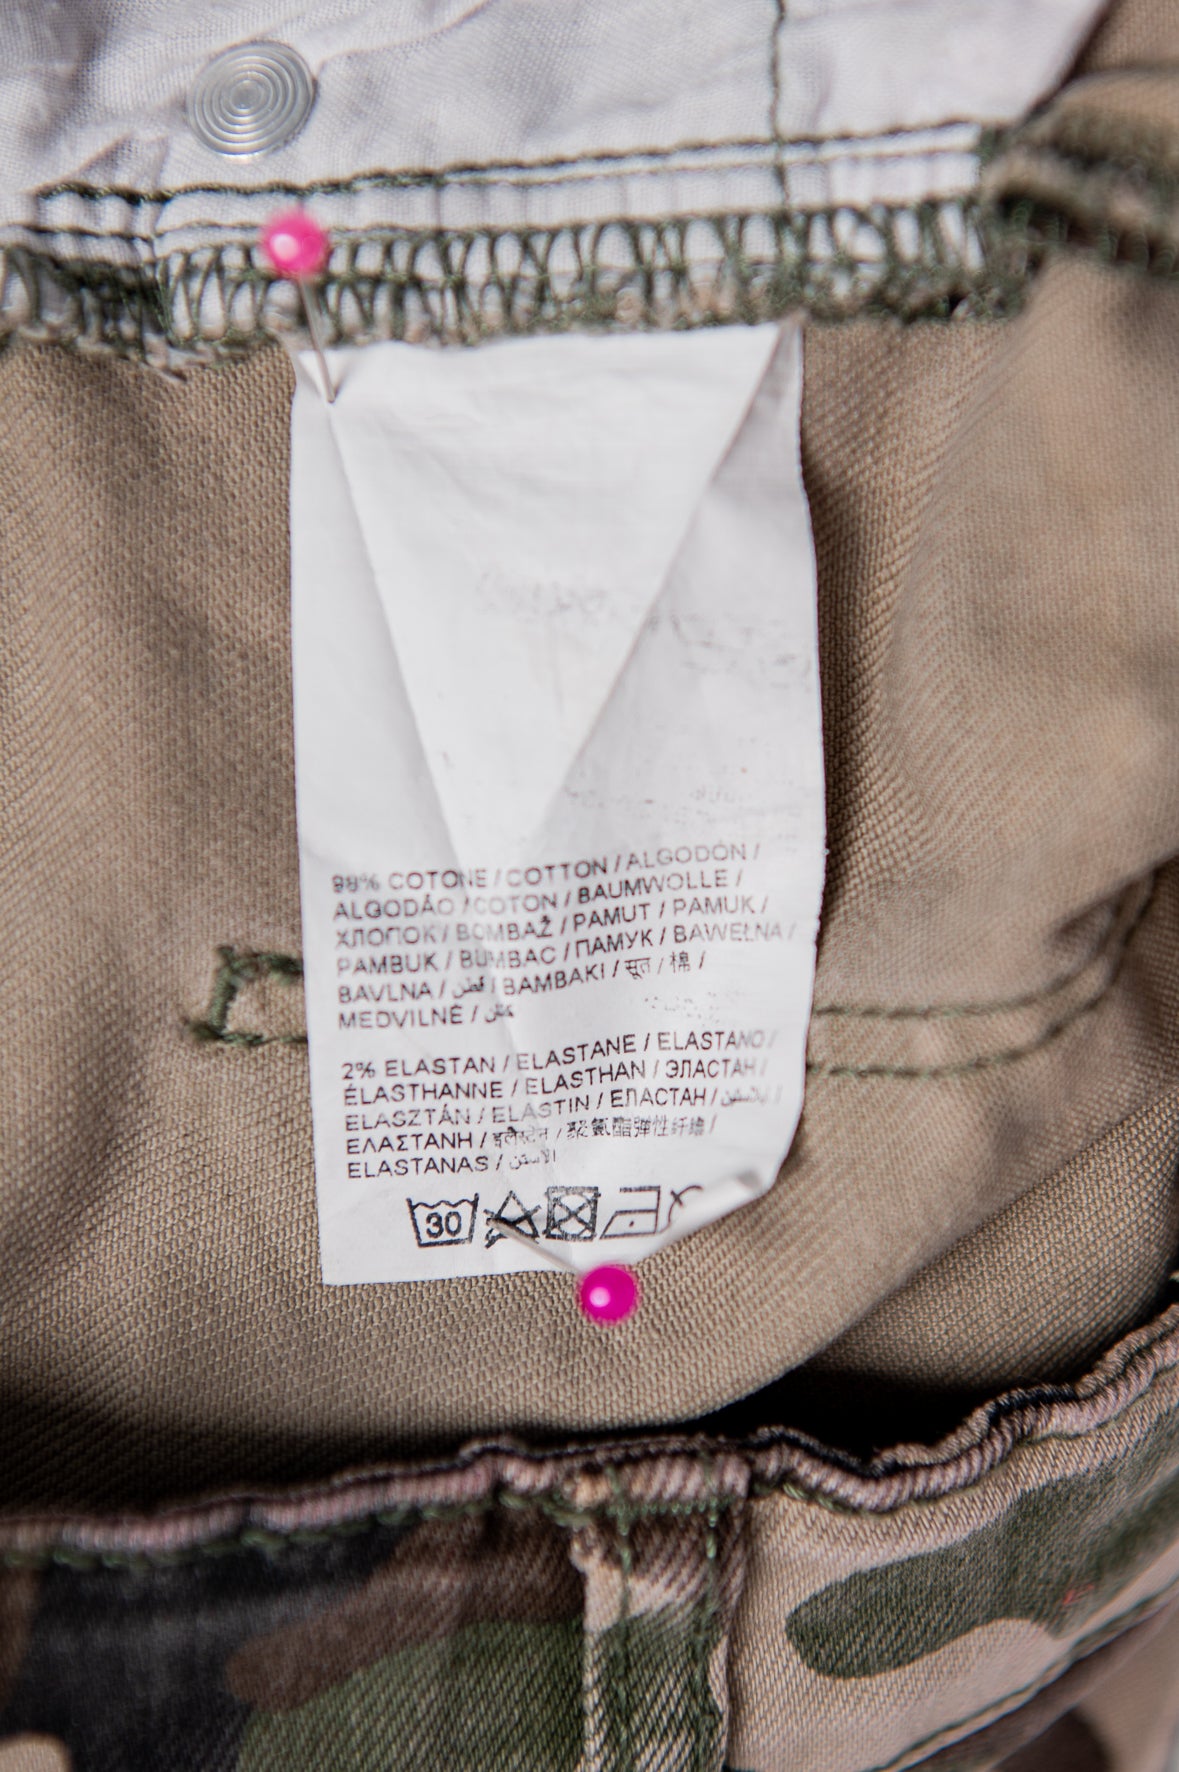 98% COTONE / COTTON / ALGODÓN /
ALGODÃO / COTON / BAUMWOLLE /
ХЛОПОК / BOMBAŽ / PAMUT / PAMUK /
PAMBUK / BUMBAC / ПАМУК / BAWEŁNA /
BAVLNA / قطن / BAMBAKI / सूत / 棉 /
MEDVILNĖ /
2% ELASTAN / ELASTANE / ELASTANO /
ÉLASTHANNE / ELASTHAN / ЭЛАСТАН /
ELASZTÁN / ELASTIN / ЕЛАСТАН /
ΕΛΑΣΤΑΝΗ / / 聚氨酯弹性纤维 /
ELASTANAS /
30